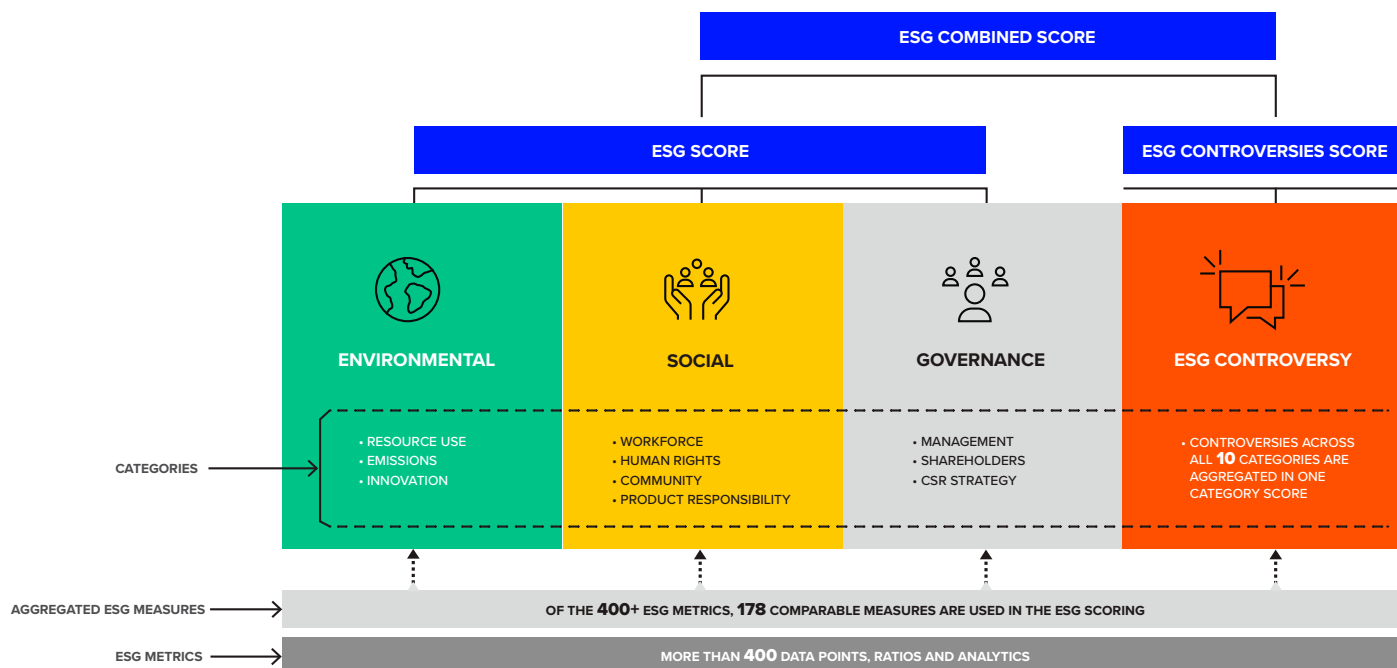 ESG COMBINED SCORE
ESG SCORE
ESG CONTROVERSIES SCORE
ENVIRONMENTAL
SOCIAL
GOVERNANCE
ESG CONTROVERSY
CATEGORIES
• RESOURCE USE
• EMISSIONS
• INNOVATION
• WORKFORCE
• HUMAN RIGHTS
• COMMUNITY
• PRODUCT RESPONSIBILITY
• MANAGEMENT
• SHAREHOLDERS
• CSR STRATEGY
• CONTROVERSIES ACROSS
ALL 10 CATEGORIES ARE
AGGREGATED IN ONE
CATEGORY SCORE
AGGREGATED ESG MEASURES
OF THE 400+ ESG METRICS, 178 COMPARABLE MEASURES ARE USED IN THE ESG SCORING
ESG METRICS
MORE THAN 400 DATA POINTS, RATIOS AND ANALYTICS